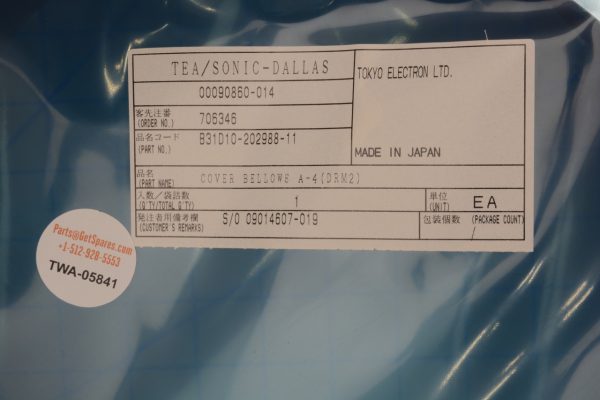 TEA/SONIC-DALLAS
00090860-014
TOKYO ELECTRON LTD.
MADE IN JAPAN
客先注番
(ORDER NO.)
706346
品名コード
(PART NO.)
B31D10-202988-11
品名
(PART NAME)
COVER BELLOWS A-4(DRM2)
入数/袋詰数
(Q'TY/TOTAL Q'TY)
1
単位
(UNIT)
EA
発注者用備考欄
(CUSTOMER'S REMARKS)
S/O 09014607-019
包装個数 (PACKAGE COUNT)
/
Parts@GetSpares.com
+1-512-928-5553
TWA-05841